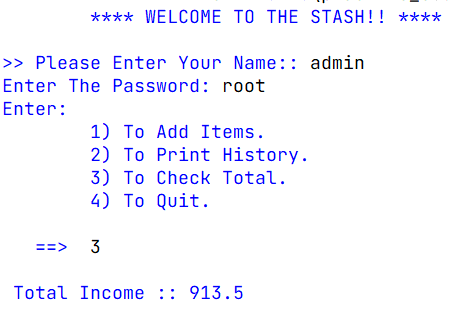 **** WELCOME TO THE STASH!! ****
>> Please Enter Your Name:: admin
Enter The Password: root
Enter:
1) To Add Items.
2) To Print History.
3) To Check Total.
4) To Quit.
==> 3
Total Income :: 913.5